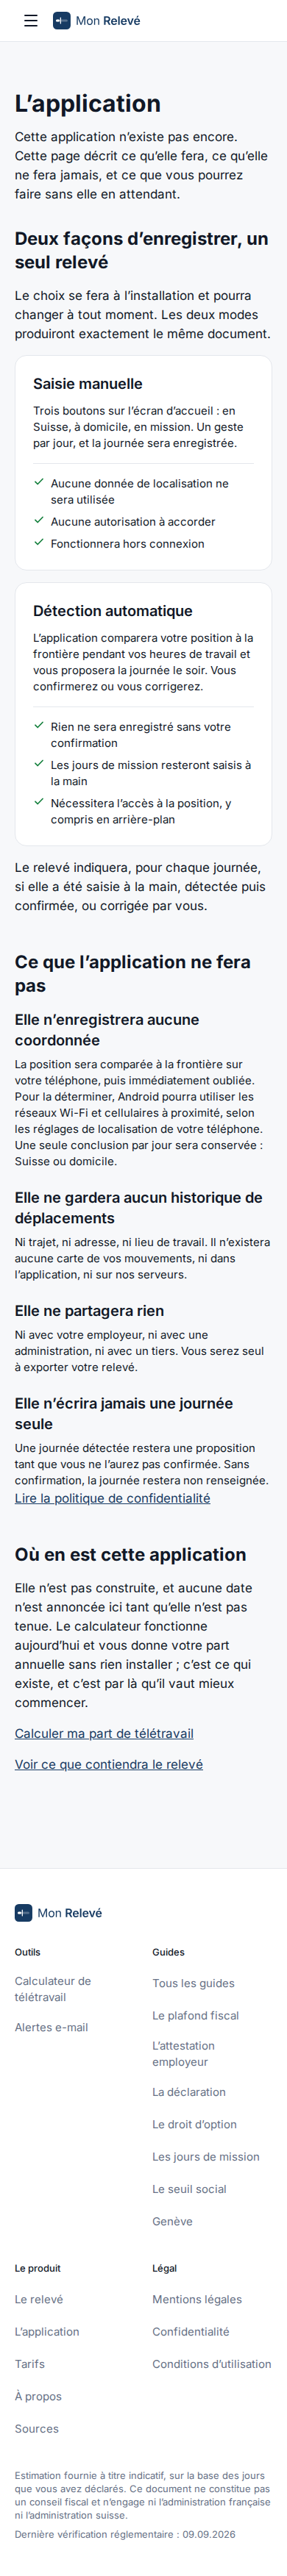 Mon Relevé
L’application
Cette application n’existe pas encore.
Cette page décrit ce qu’elle fera, ce qu’elle
ne fera jamais, et ce que vous pourrez
faire sans elle en attendant.
Deux façons d’enregistrer, un
seul relevé
Le choix se fera à l’installation et pourra
changer à tout moment. Les deux modes
produiront exactement le même document.
Saisie manuelle
Trois boutons sur l’écran d’accueil : en
Suisse, à domicile, en mission. Un geste
par jour, et la journée sera enregistrée.
Aucune donnée de localisation ne
sera utilisée
Aucune autorisation à accorder
Fonctionnera hors connexion
Détection automatique
L’application comparera votre position à la
frontière pendant vos heures de travail et
vous proposera la journée le soir. Vous
confirmerez ou vous corrigerez.
Rien ne sera enregistré sans votre
confirmation
Les jours de mission resteront saisis à
la main
Nécessitera l’accès à la position, y
compris en arrière-plan
Le relevé indiquera, pour chaque journée,
si elle a été saisie à la main, détectée puis
confirmée, ou corrigée par vous.
Ce que l’application ne fera
pas
Elle n’enregistrera aucune
coordonnée
La position sera comparée à la frontière sur
votre téléphone, puis immédiatement oubliée.
Pour la déterminer, Android pourra utiliser les
réseaux Wi-Fi et cellulaires à proximité, selon
les réglages de localisation de votre téléphone.
Une seule conclusion par jour sera conservée :
Suisse ou domicile.
Elle ne gardera aucun historique de
déplacements
Ni trajet, ni adresse, ni lieu de travail. Il n’existera
aucune carte de vos mouvements, ni dans
l’application, ni sur nos serveurs.
Elle ne partagera rien
Ni avec votre employeur, ni avec une
administration, ni avec un tiers. Vous serez seul
à exporter votre relevé.
Elle n’écrira jamais une journée
seule
Une journée détectée restera une proposition
tant que vous ne l’aurez pas confirmée. Sans
confirmation, la journée restera non renseignée.
Lire la politique de confidentialité
Où en est cette application
Elle n’est pas construite, et aucune date
n’est annoncée ici tant qu’elle n’est pas
tenue. Le calculateur fonctionne
aujourd’hui et vous donne votre part
annuelle sans rien installer ; c’est ce qui
existe, et c’est par là qu’il vaut mieux
commencer.
Calculer ma part de télétravail
Voir ce que contiendra le relevé
Mon Relevé
Outils
Calculateur de
télétravail
Alertes e-mail
Guides
Tous les guides
Le plafond fiscal
L’attestation
employeur
La déclaration
Le droit d’option
Les jours de mission
Le seuil social
Genève
Le produit
Le relevé
L’application
Tarifs
À propos
Sources
Légal
Mentions légales
Confidentialité
Conditions d’utilisation
Estimation fournie à titre indicatif, sur la base des jours
que vous avez déclarés. Ce document ne constitue pas
un conseil fiscal et n’engage ni l’administration française
ni l’administration suisse.
Dernière vérification réglementaire : 09.09.2026